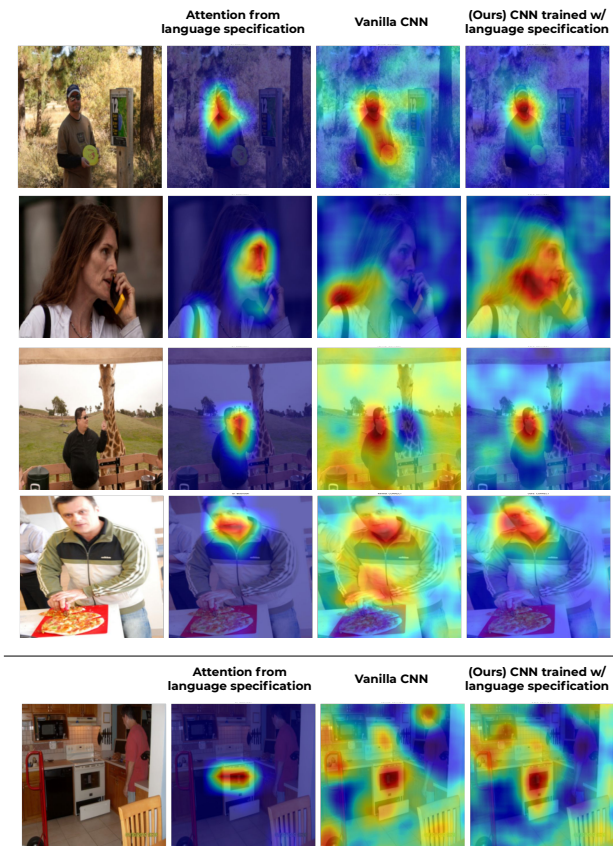 Attention from
language specification
Vanilla CNN
(Ours) CNN trained w/
language specification
Attention from
language specification
Vanilla CNN
(Ours) CNN trained w/
language specification